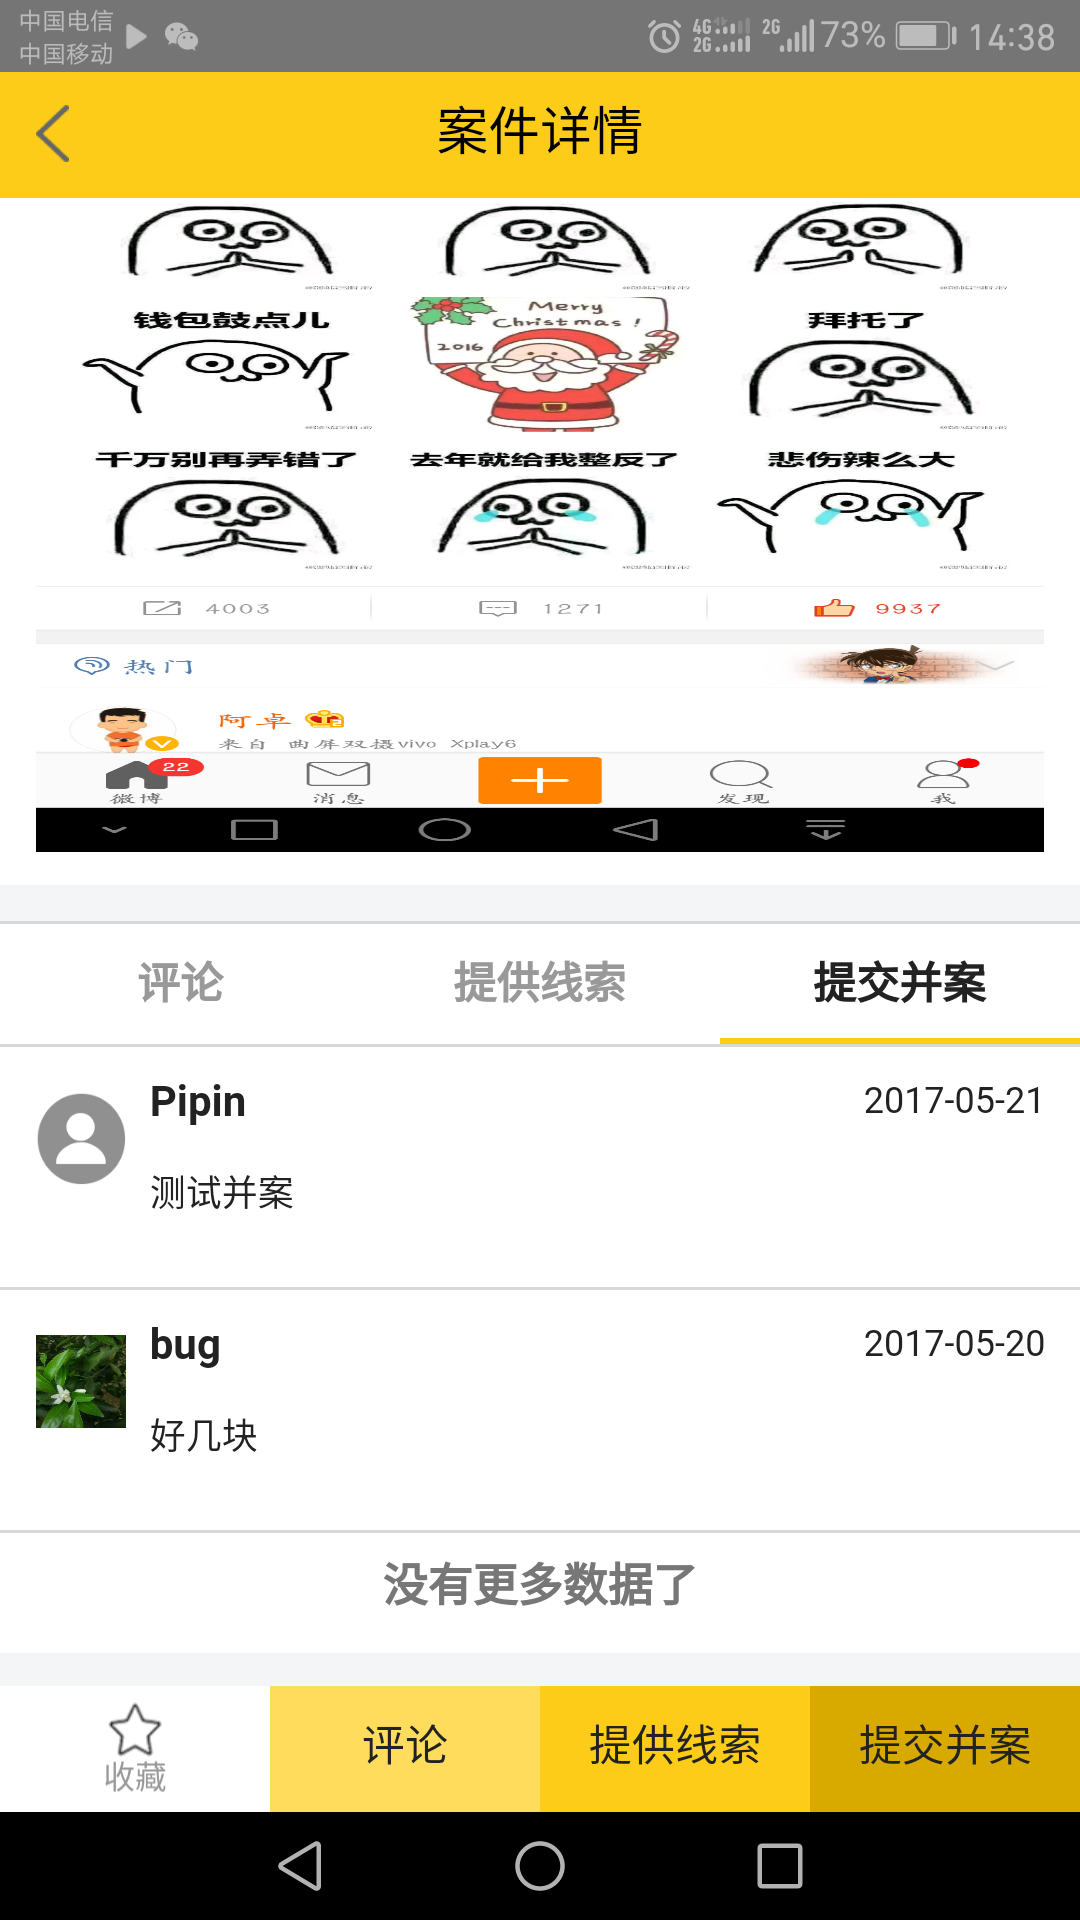 中国电信
中国移动
4G
2G
2G
73%
14:38
案件详情
钱包鼓点儿
Merry
Christmas !
2016
拜托了
千万别再弄错了
去年就给我整反了
悲伤辣么大
4003
1271
9937
热门
阿卓
来自 曲屏双摄vivo Xplay6
22
微博
消息
发现
我
评论
提供线索
提交并案
Pipin
2017-05-21
测试并案
bug
2017-05-20
好几块
没有更多数据了
收藏
评论
提供线索
提交并案